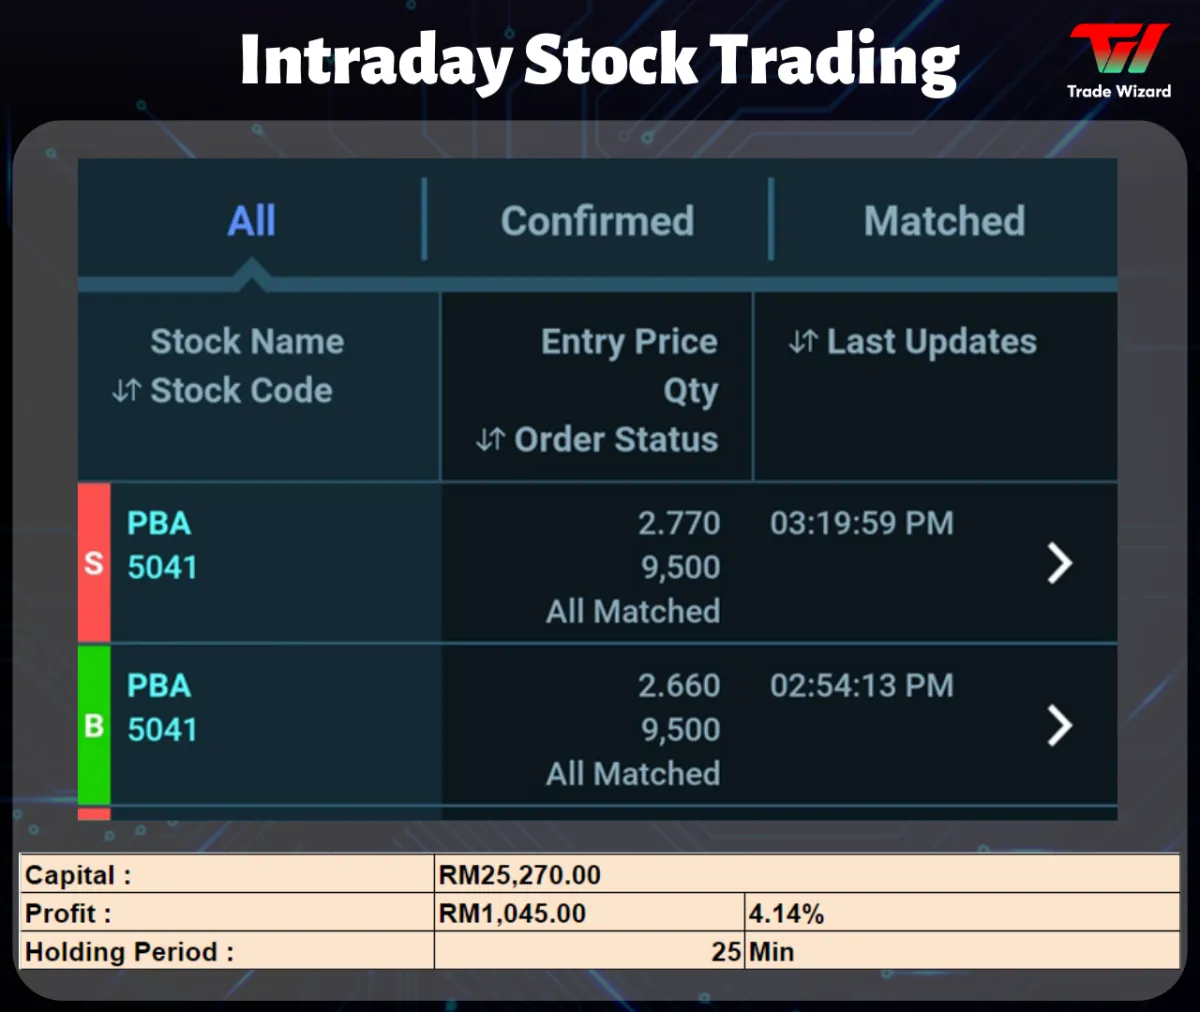 Intraday Stock Trading
Trade Wizard
All Confirmed Matched
Stock Name Entry Price Last Updates
Stock Code Qty
Order Status
PBA 2.770 03:19:59 PM
S 5041 9,500
All Matched
PBA 2.660 02:54:13 PM
B 5041 9,500
All Matched
Capital : RM25,270.00
Profit : RM1,045.00 4.14%
Holding Period : 25 Min